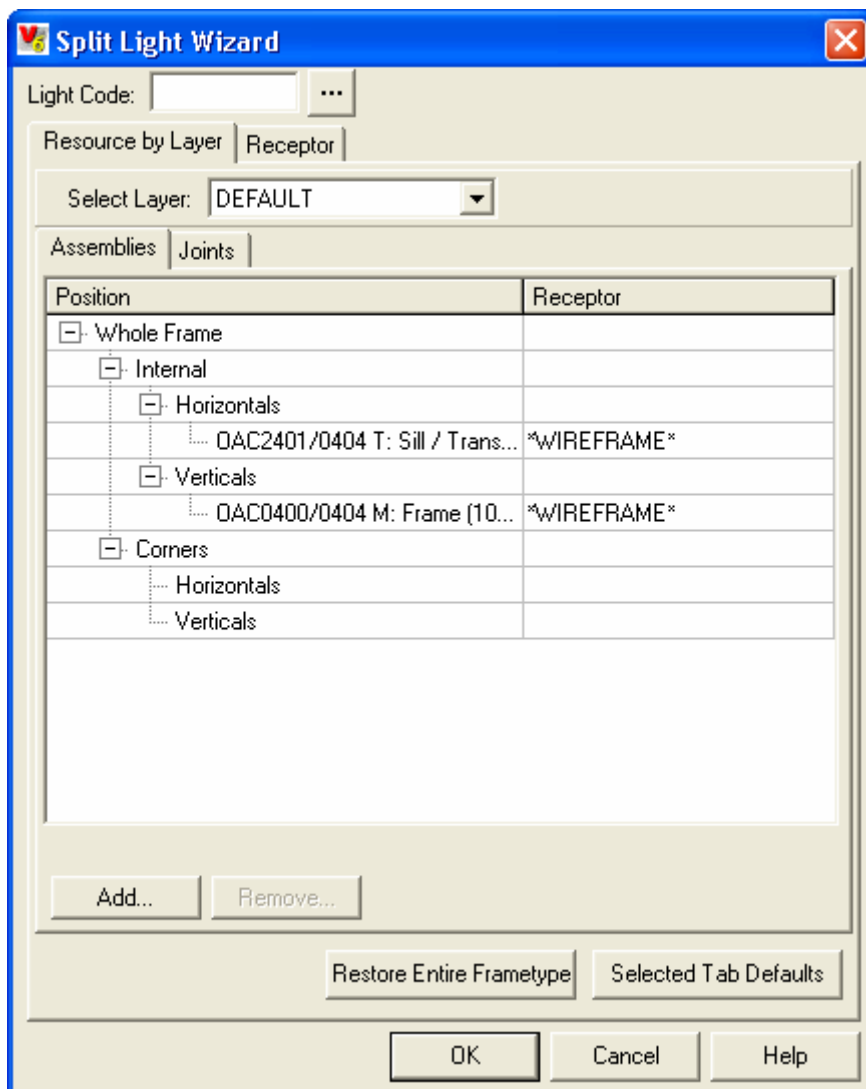 Split Light Wizard
Light Code: ...
Resource by Layer Receptor
Select Layer: DEFAULT
Assemblies Joints
Position Receptor
Whole Frame
Internal
Horizontals
OAC2401/0404 T: Sill / Trans... *WIREFRAME*
Verticals
OAC0400/0404 M: Frame (10... *WIREFRAME*
Corners
Horizontals
Verticals
Add... Remove...
Restore Entire Frametype Selected Tab Defaults
OK Cancel Help